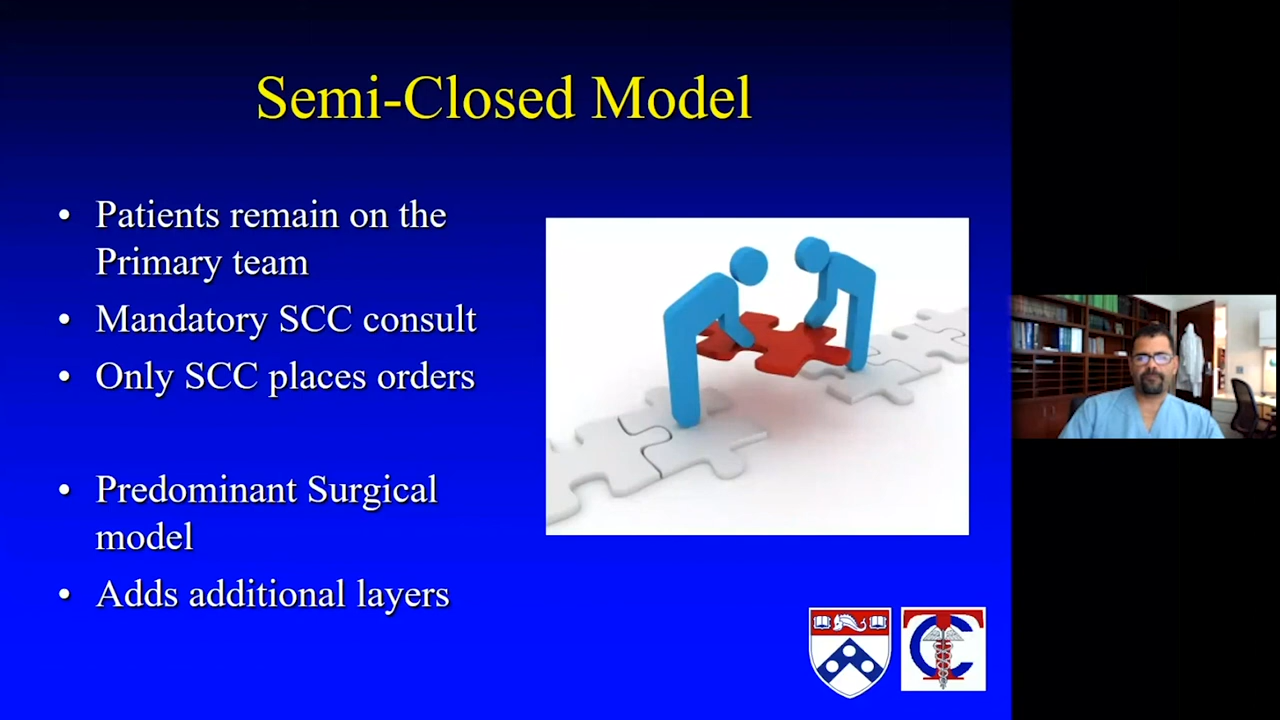 Semi-Closed Model
• Patients remain on the
Primary team
• Mandatory SCC consult
• Only SCC places orders
• Predominant Surgical
model
• Adds additional layers